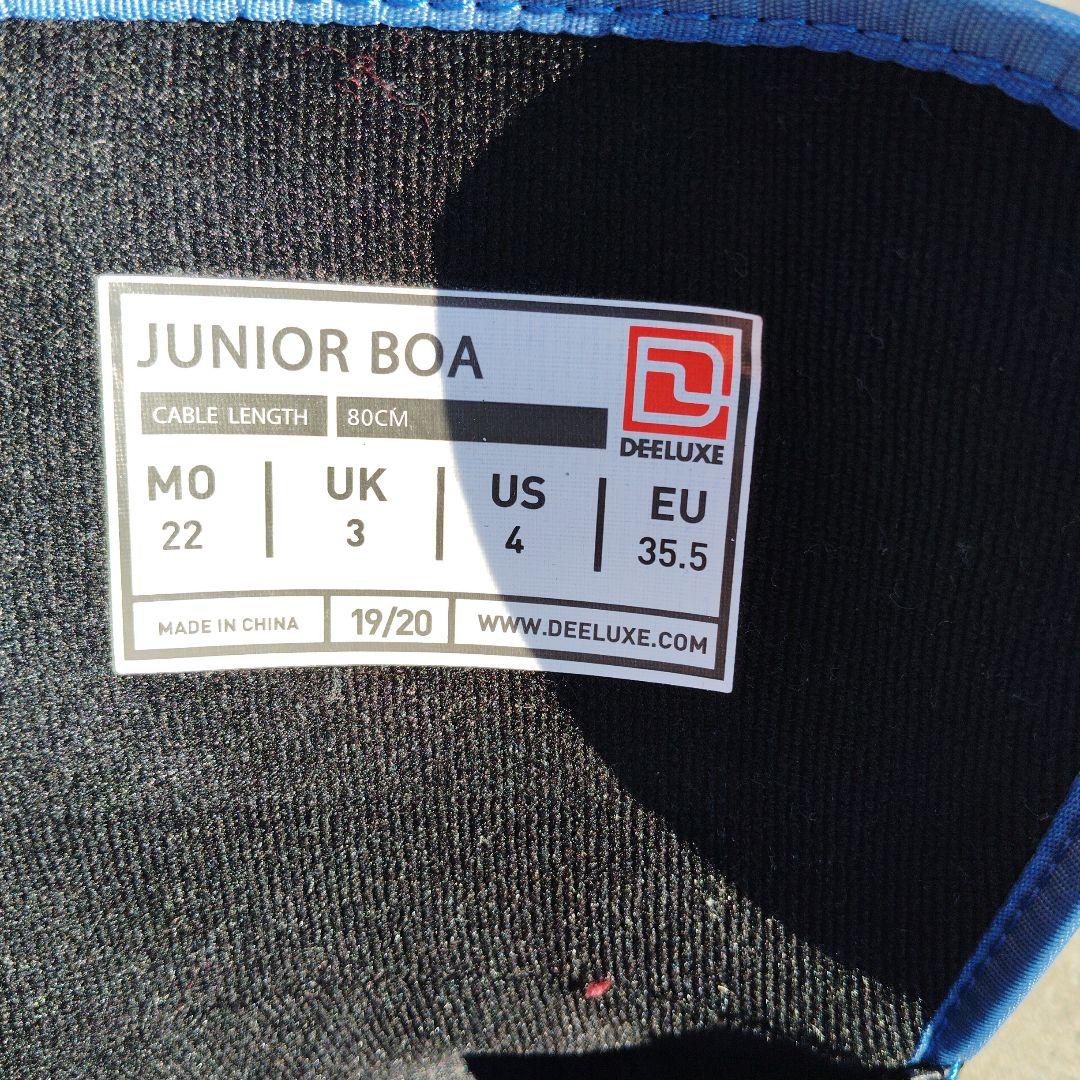 JUNIOR BOA
CABLE LENGTH 80CM
DEELUXE
MO UK US EU
22 3 4 35.5
MADE IN CHINA 19/20 WWW.DEELUXE.COM